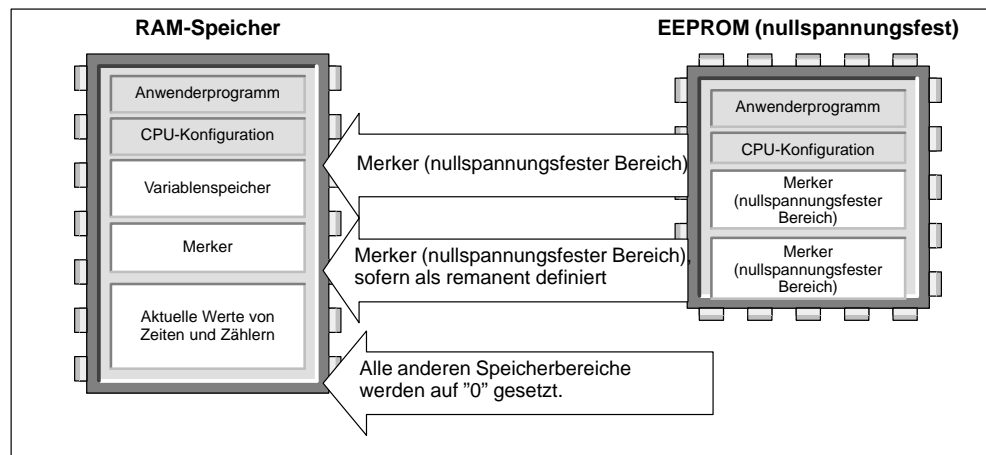 RAM-Speicher
Anwenderprogramm
CPU-Konfiguration
Variablenspeicher
Merker
Aktuelle Werte von
Zeiten und Zählern
Merker (nullspannungsfester Bereich)
Merker (nullspannungsfester Bereich),
sofern als remanent definiert
Alle anderen Speicherbereiche
werden auf ”0” gesetzt.
EEPROM (nullspannungsfest)
Anwenderprogramm
CPU-Konfiguration
Merker
(nullspannungsfester
Bereich)
Merker
(nullspannungsfester
Bereich)